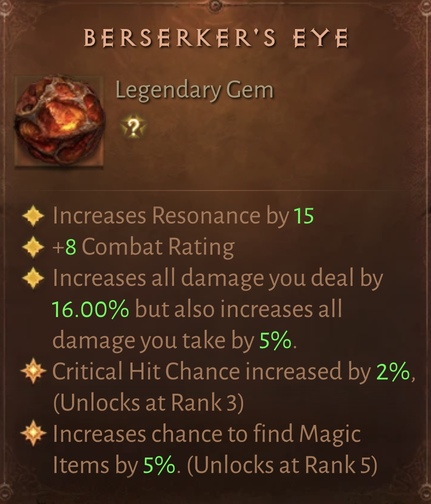 BERSERKER'S EYE
Legendary Gem
?
Increases Resonance by 15
+8 Combat Rating
Increases all damage you deal by
16.00% but also increases all
damage you take by 5%.
Critical Hit Chance increased by 2%,
(Unlocks at Rank 3)
Increases chance to find Magic
Items by 5%. (Unlocks at Rank 5)